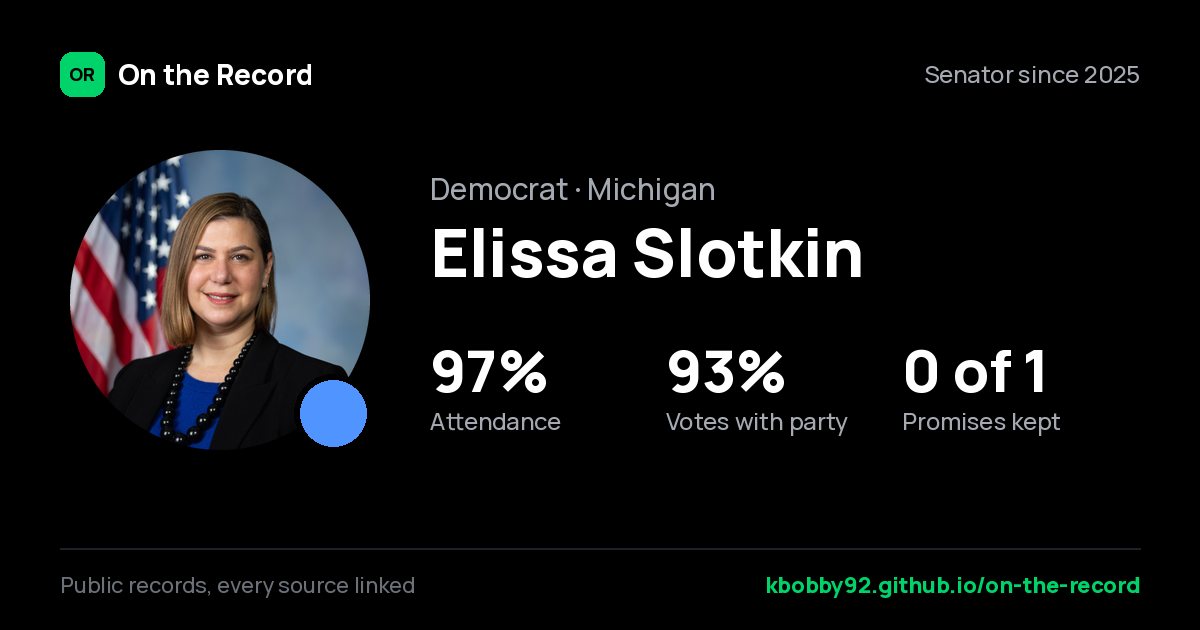 OR On the Record
Senator since 2025
Democrat · Michigan
Elissa Slotkin
97% 93% 0 of 1
Attendance Votes with party Promises kept
Public records, every source linked
kbobby92.github.io/on-the-record